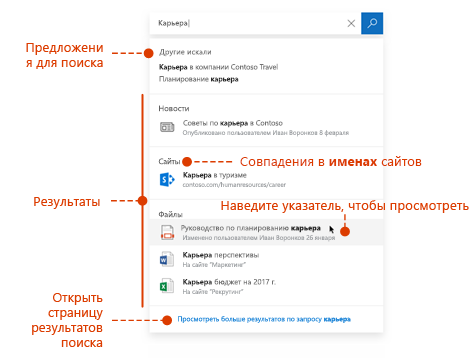 Карьера
Предложени
я для поиска
Другие искали
Карьера в компании Contoso Travel
Планирование карьера
Новости
Советы по карьера в Contoso
Опубликовано пользователем Иван Воронков 8 февраля
Сайты
Совпадения в именах сайтов
Карьера в туризме
contoso.com/humanresources/career
Результаты
Наведите указатель, чтобы просмотреть
Файлы
Руководство по планированию карьера
Изменено пользователем Иван Воронков 26 января
Карьера перспективы
На сайте "Маркетинг"
Карьера бюджет на 2017 г.
На сайте "Рекрутинг"
Открыть
страницу
результатов
поиска
Просмотреть больше результатов по запросу карьера